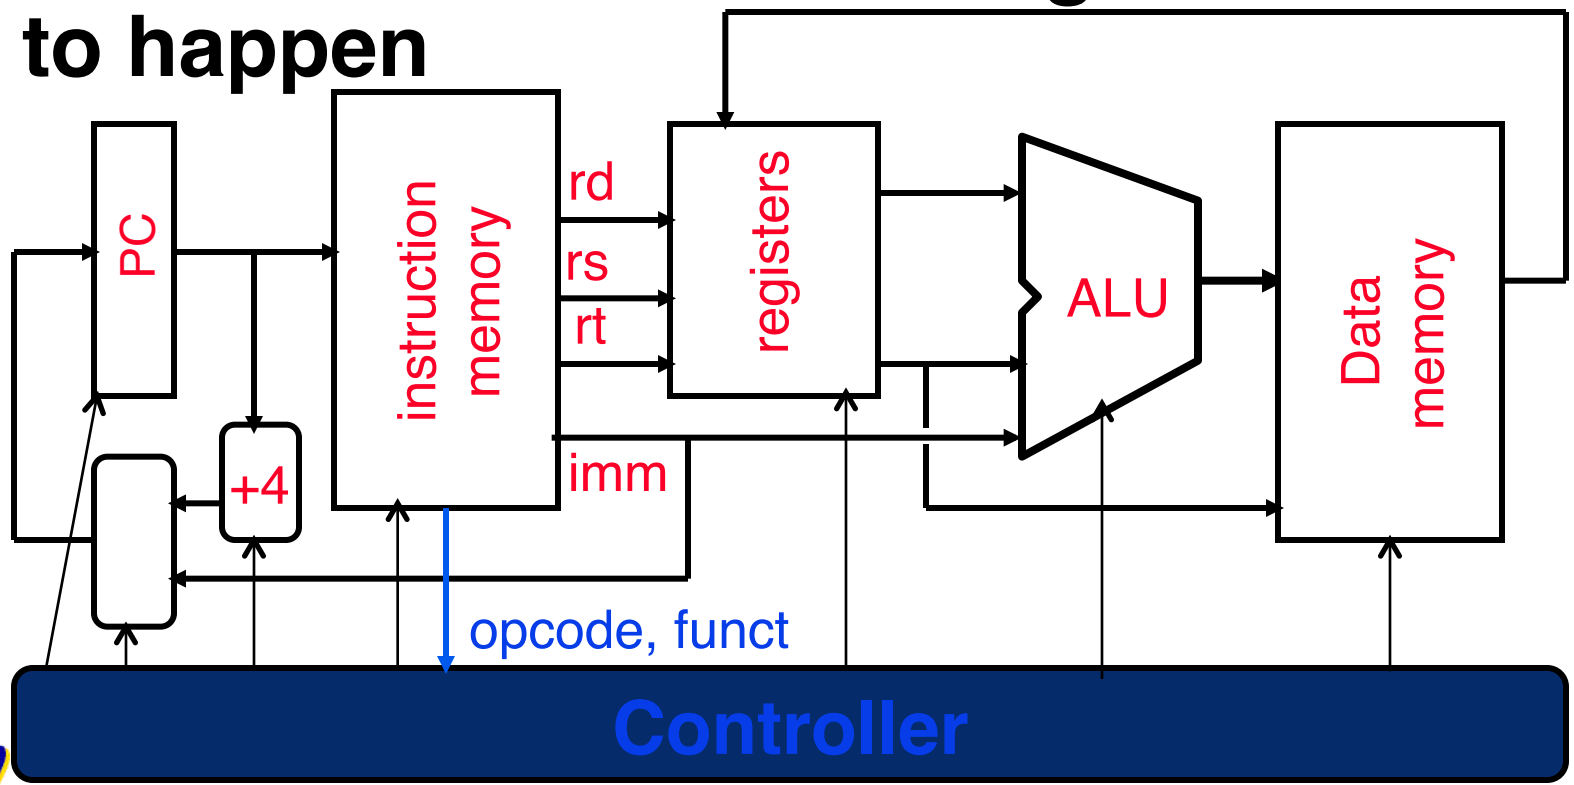 to happen
PC
instruction
memory
rd
rs
rt
imm
registers
ALU
Data
memory
+4
opcode, funct
Controller